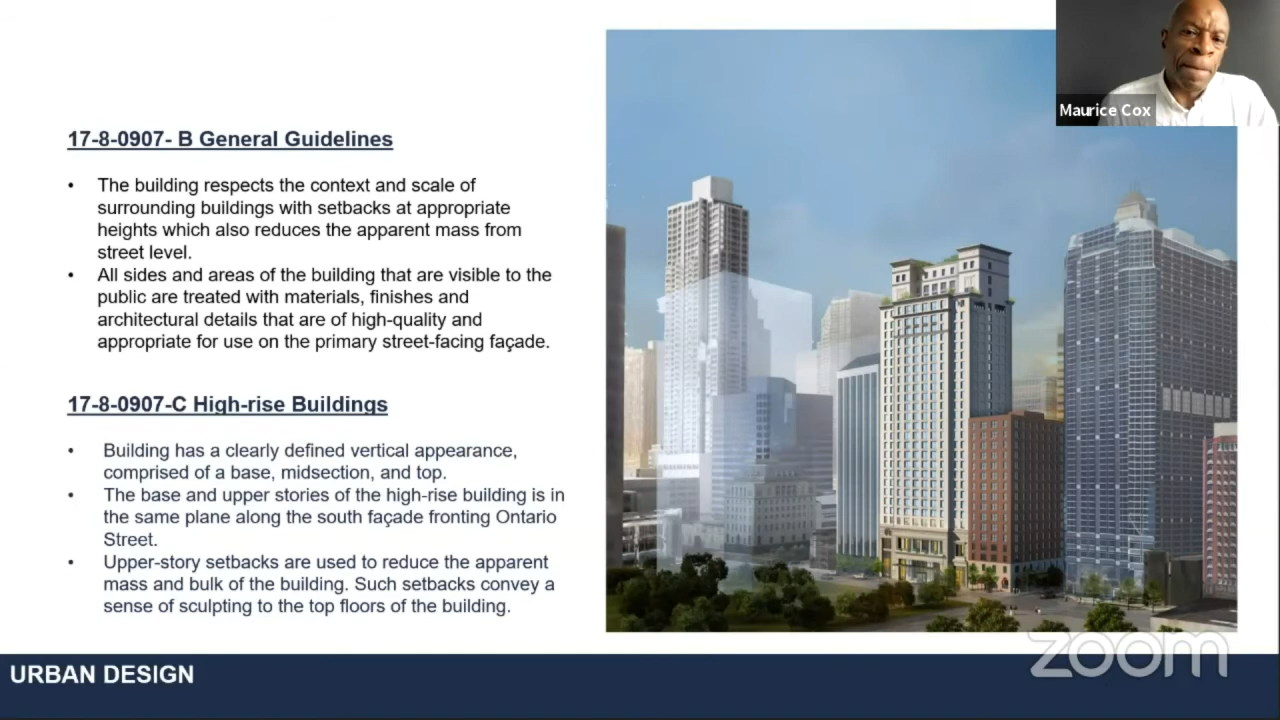 Maurice Cox
17-8-0907- B General Guidelines
• The building respects the context and scale of
surrounding buildings with setbacks at appropriate
heights which also reduces the apparent mass from
street level.
• All sides and areas of the building that are visible to the
public are treated with materials, finishes and
architectural details that are of high-quality and
appropriate for use on the primary street-facing façade.
17-8-0907-C High-rise Buildings
• Building has a clearly defined vertical appearance,
comprised of a base, midsection, and top.
• The base and upper stories of the high-rise building is in
the same plane along the south façade fronting Ontario
Street.
• Upper-story setbacks are used to reduce the apparent
mass and bulk of the building. Such setbacks convey a
sense of sculpting to the top floors of the building.
zoom
URBAN DESIGN